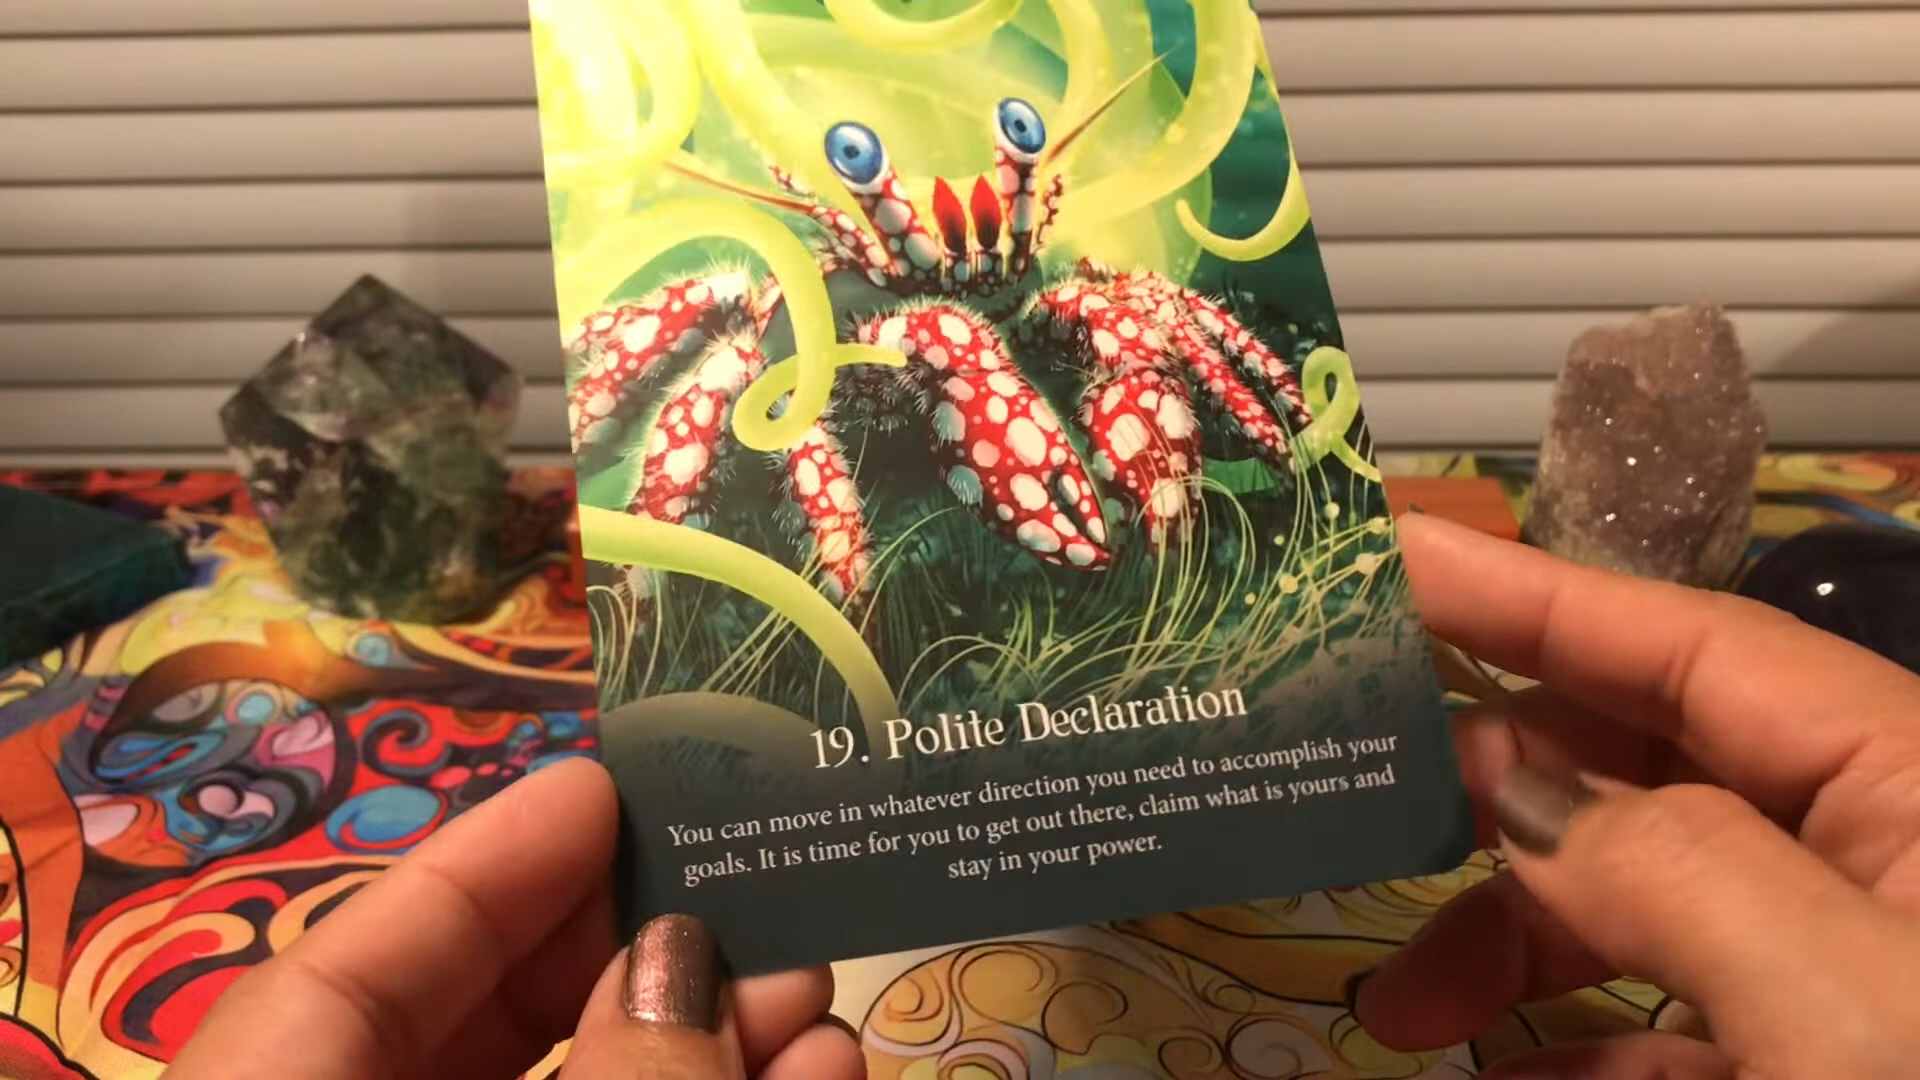 19. Polite Declaration
You can move in whatever direction you need to accomplish your
goals. It is time for you to get out there, claim what is yours and
stay in your power.